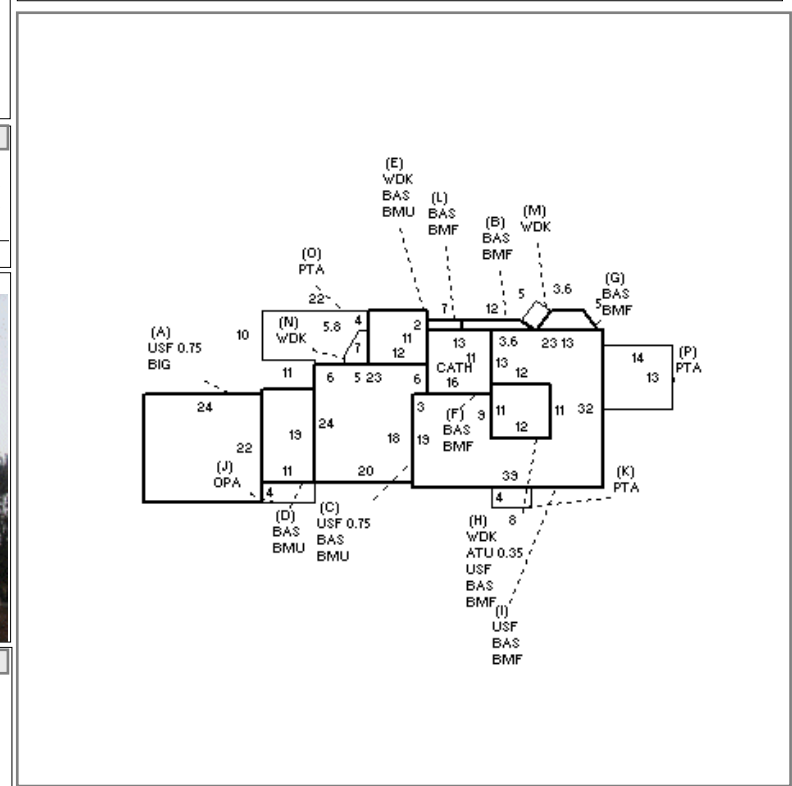 (E)
WDK
BAS
BMU
(L)
BAS
BMF
(B)
BAS
BMF
(M)
WDK
(O)
PTA
(G)
BAS
BMF
22
7
12
5
3.6
5
(A)
USF 0.75
BIG
10
(N)
WDK
5.8
4
2
11
7
12
13
11
3.6
23 13
14
13
(P)
PTA
11
6
5 23
6
CATH
16
13
12
24
3
(F)
BAS
BMF
9
11
11
32
12
24
19
18
19
22
(J)
OPA
11
20
39
4
(K)
PTA
4
8
(D)
BAS
BMU
(C)
USF 0.75
BAS
BMU
(H)
WDK
ATU 0.35
USF
BAS
BMF
(I)
USF
BAS
BMF